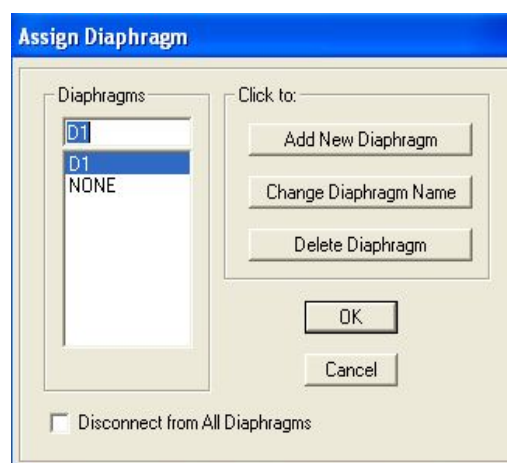 Assign Diaphragm
Diaphragms
D1
D1
NONE
Click to:
Add New Diaphragm
Change Diaphragm Name
Delete Diaphragm
OK
Cancel
Disconnect from All Diaphragms